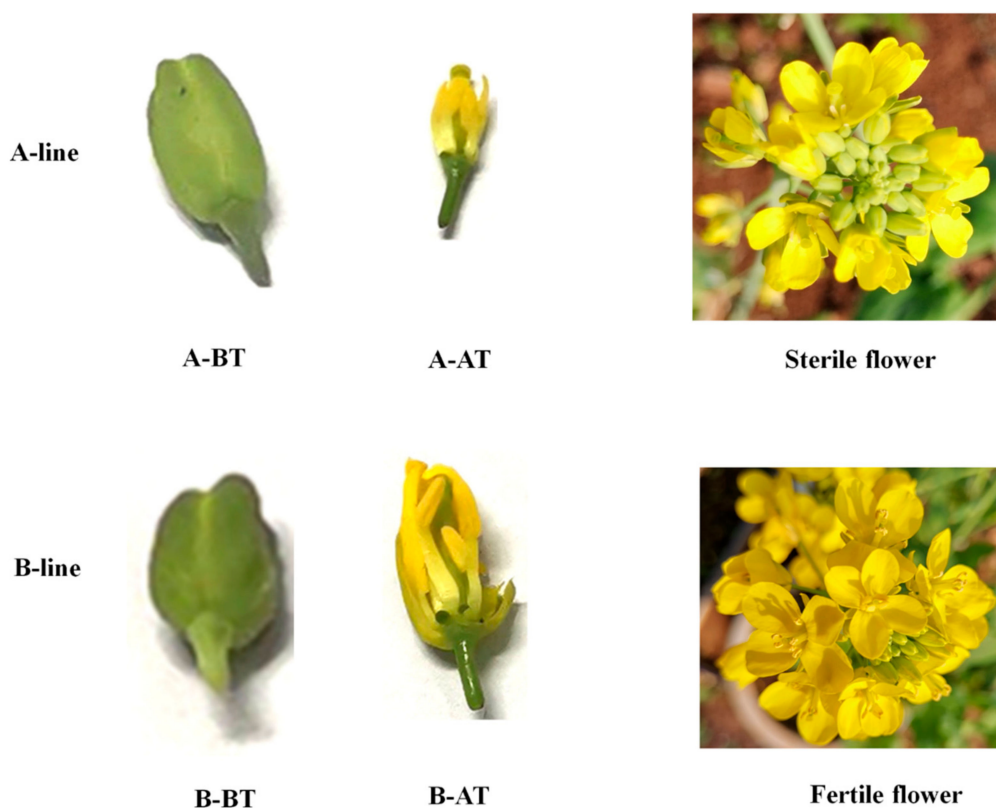 A-line
A-BT
A-AT
Sterile flower
B-line
B-BT
B-AT
Fertile flower